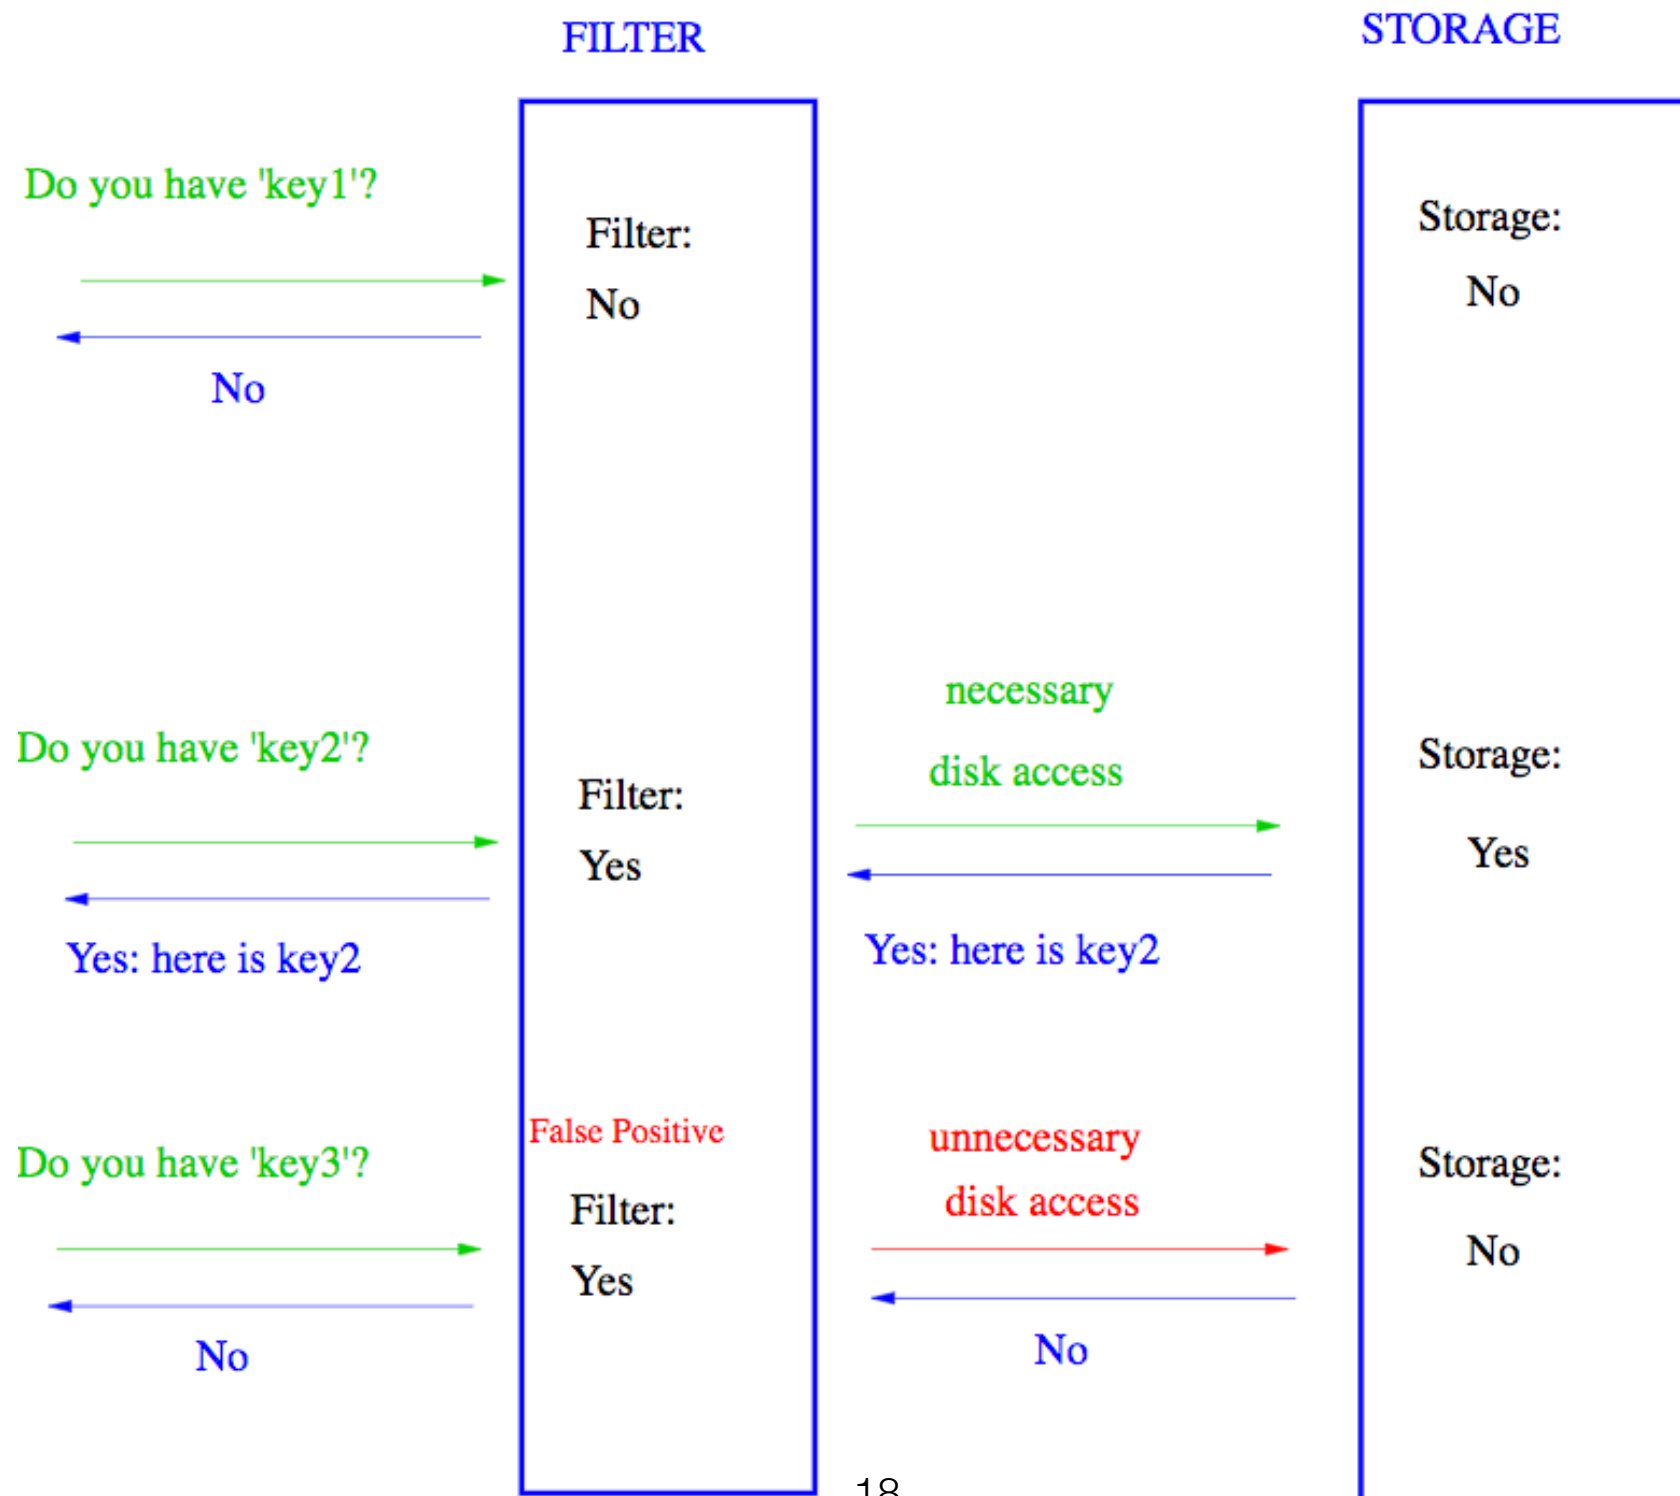 FILTER
STORAGE
Do you have 'key1'?
Filter:
No
Storage:
No
No
necessary
disk access
Do you have 'key2'?
Filter:
Yes
Storage:
Yes
Yes: here is key2
Yes: here is key2
False Positive
unnecessary
disk access
Do you have 'key3'?
Filter:
Yes
Storage:
No
No
No
18